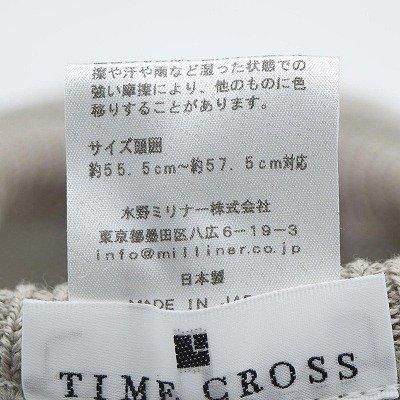 擦や汗や雨など湿った状態での
強い摩擦により、他のものに色
移りすることがあります。
サイズ頭囲
約55.5cm~約57.5cm対応
水野ミリナー株式会社
東京都墨田区八広6-19-3
info@milliner.co.jp
日本製
MADE IN
TIME CROSS